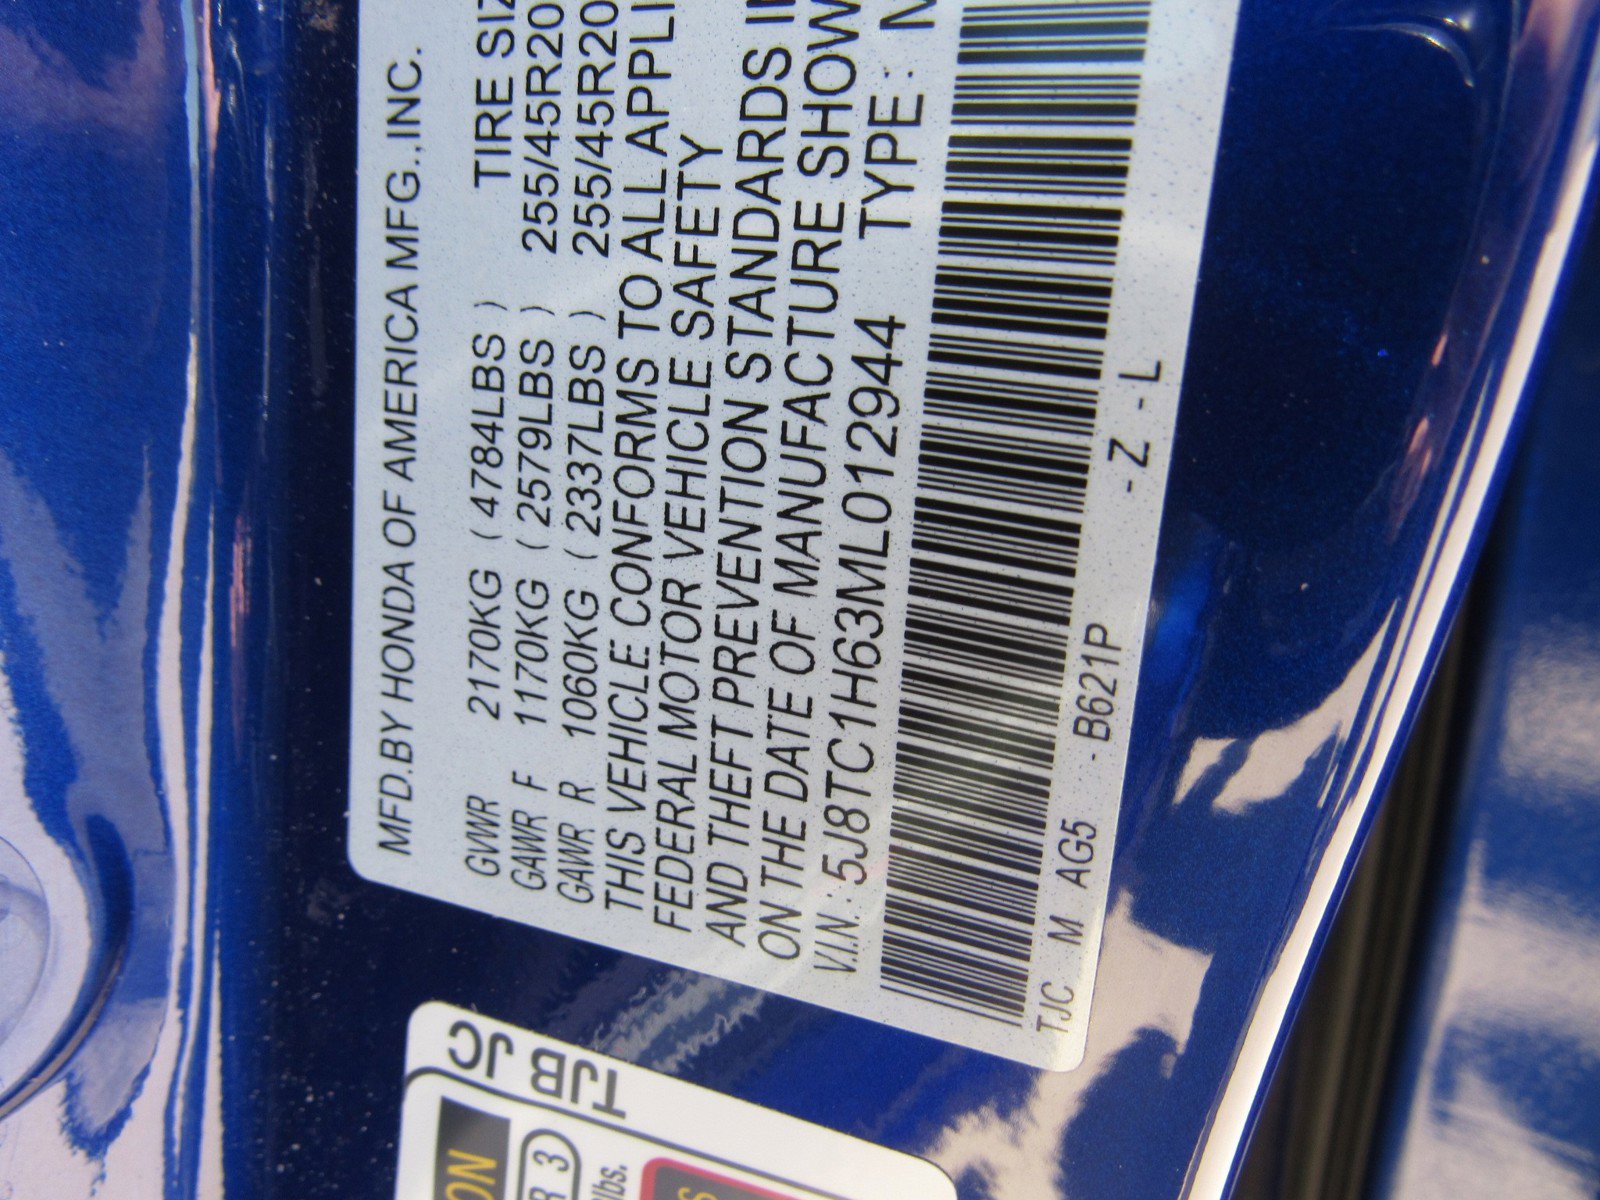 MFD.BY HONDA OF AMERICA MFG.,INC.
TIRE
GVWR 2170KG ( 4784LBS )
GAWR F 1170KG ( 2579LBS ) 255/45R20
GAWR R 1060KG ( 2337LBS ) 255/45R20
THIS VEHICLE CONFORMS TO ALL
FEDERAL MOTOR VEHICLE SAFETY
AND THEFT PREVENTION STANDARDS
ON THE DATE OF MANUFACTURE SHOW
V.I.N.: 5J8TC1H63ML012944 TYPE:
TJC M AG5 -B621P
- Z - L
TJB JC
R 3
lbs.